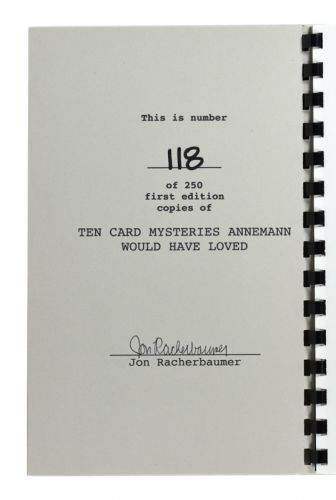 This is number
118
of 250
first edition
copies of
TEN CARD MYSTERIES ANNEMANN
WOULD HAVE LOVED
Jon Racherbaumer
Jon Racherbaumer